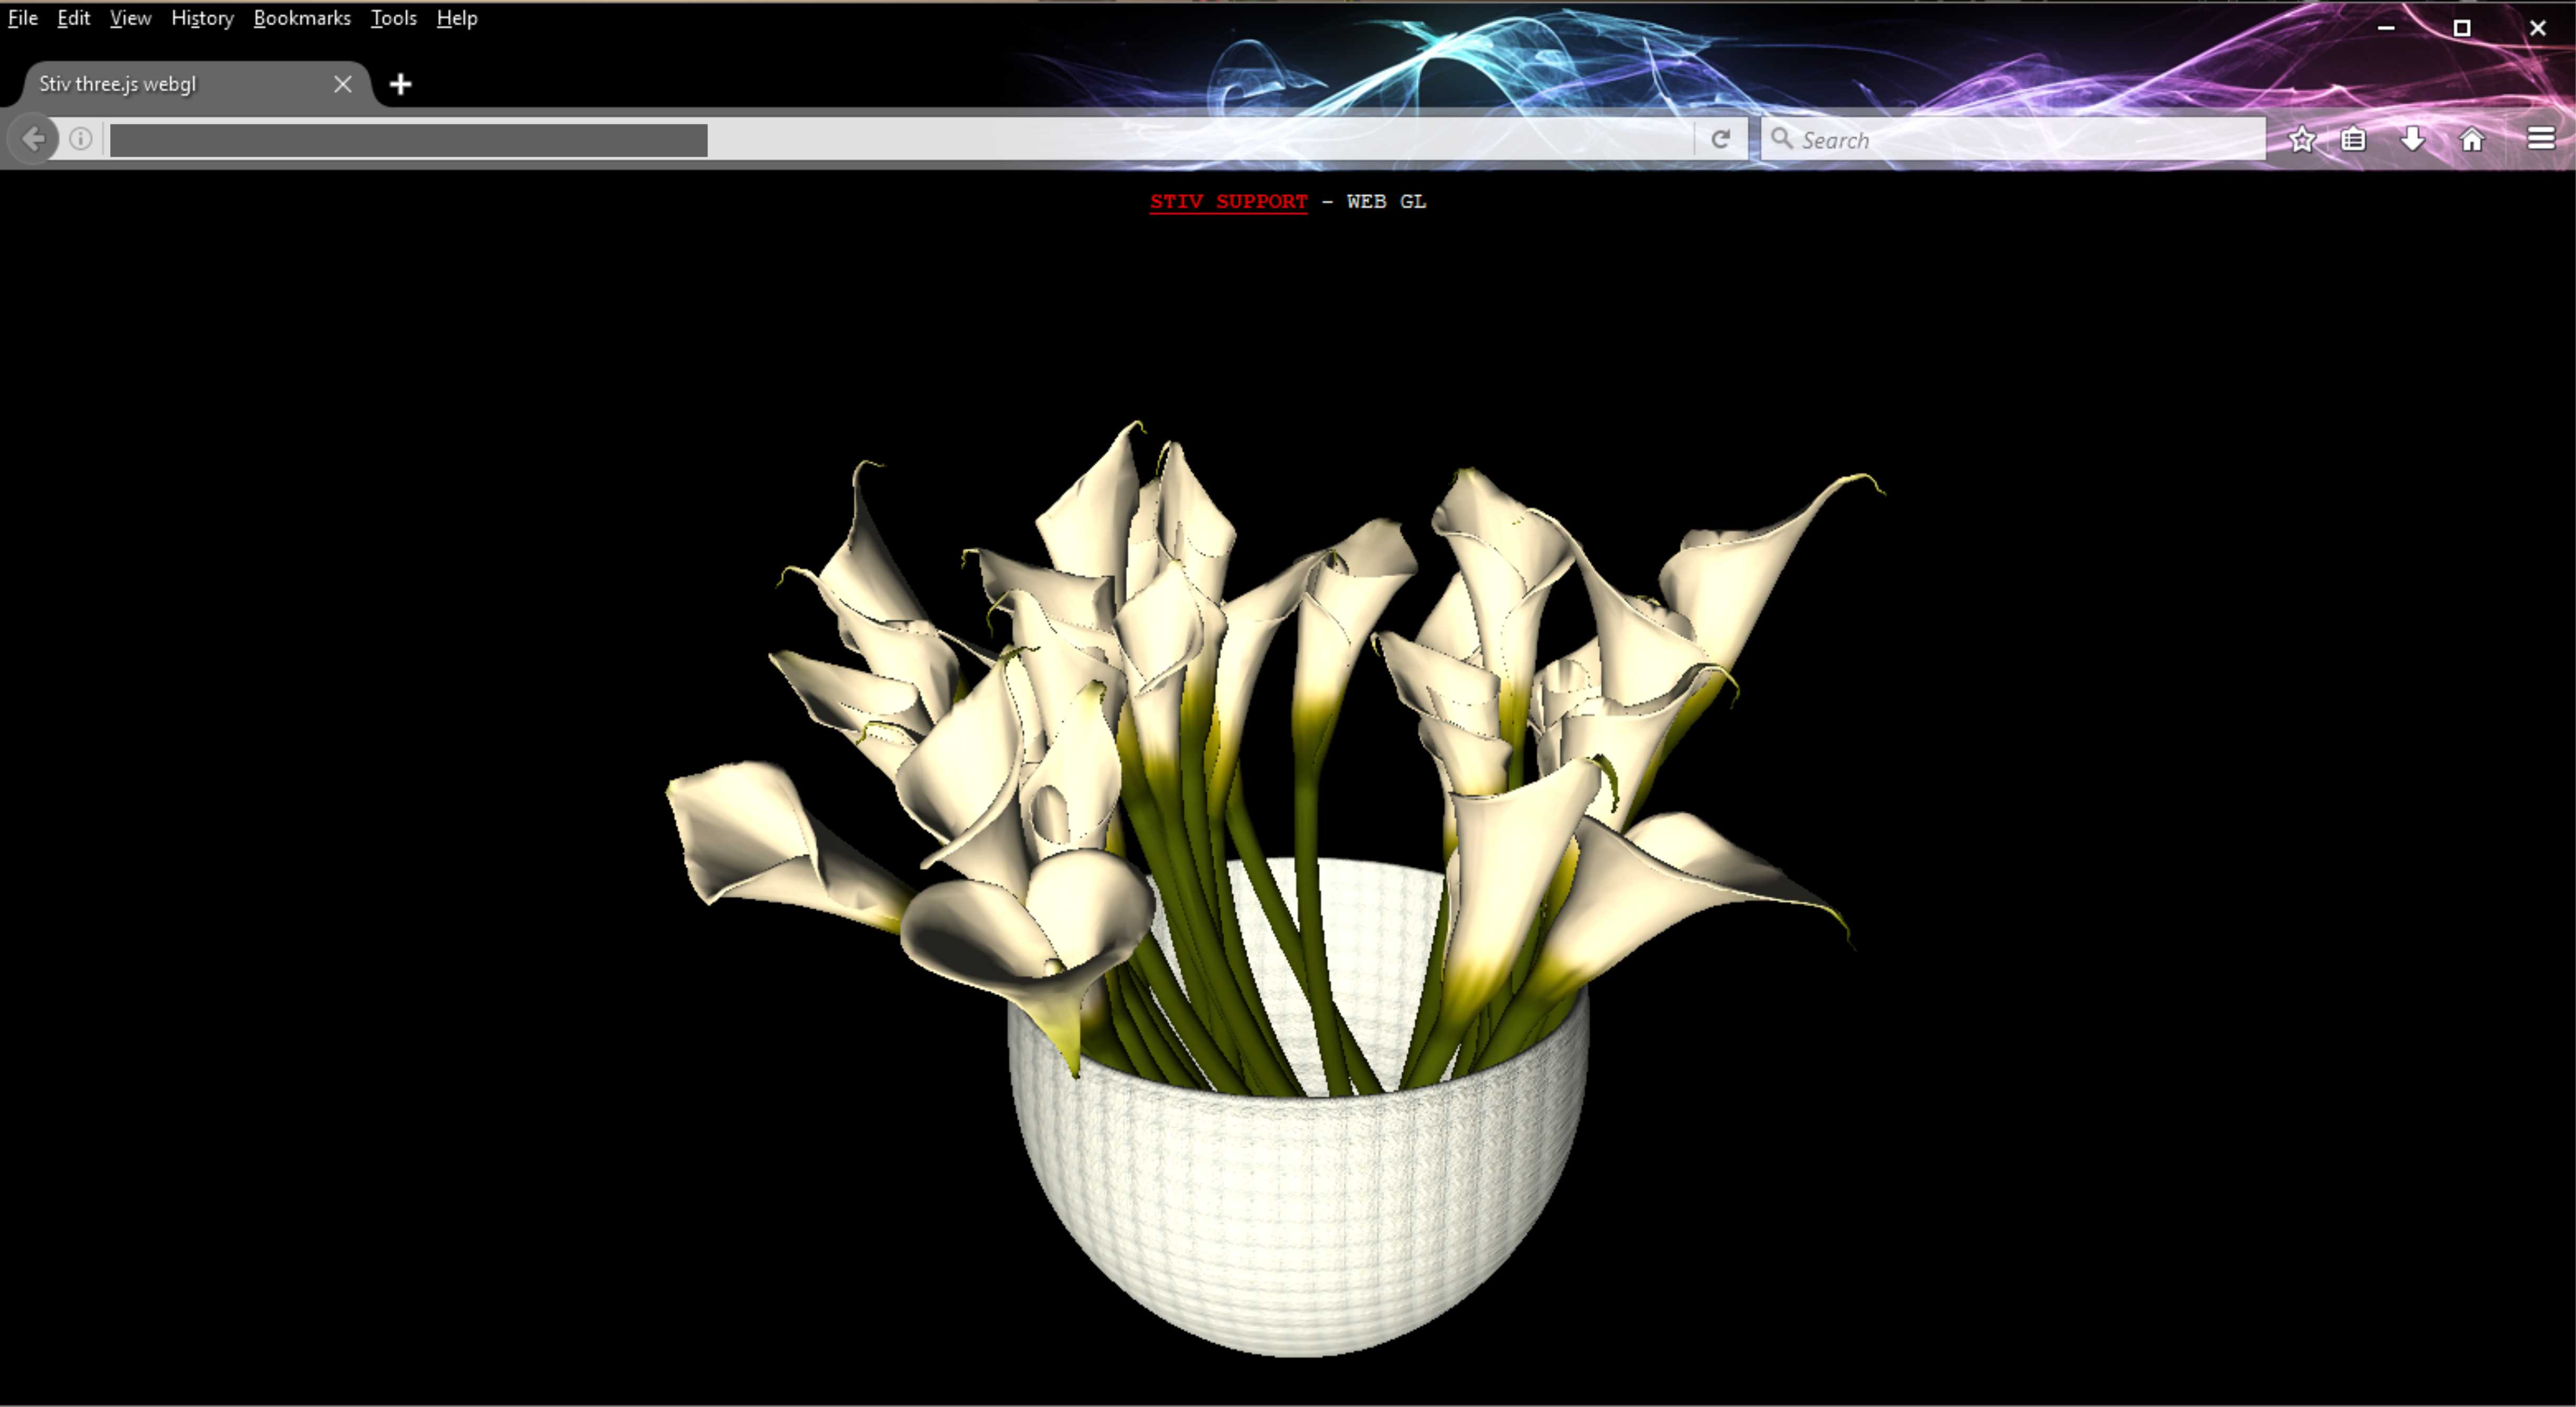 File Edit View History Bookmarks Tools Help
Stiv three.js webgl
Search
STIV SUPPORT - WEB GL